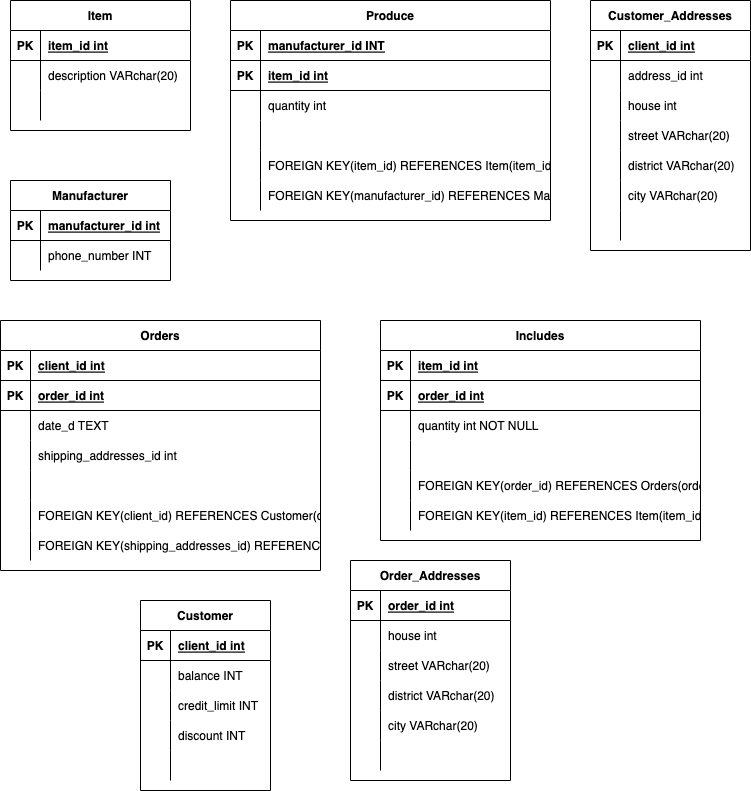 Item
PK item_id int
description VARchar(20)
Produce
PK manufacturer_id INT
PK item_id int
quantity int
FOREIGN KEY(item_id) REFERENCES Item(item_id
FOREIGN KEY(manufacturer_id) REFERENCES Ma
Customer_Addresses
PK client_id int
address_id int
house int
street VARchar(20)
district VARchar(20)
city VARchar(20)
Manufacturer
PK manufacturer_id int
phone_number INT
Orders
PK client_id int
PK order_id int
date_d TEXT
shipping_addresses_id int
FOREIGN KEY(client_id) REFERENCES Customer(
FOREIGN KEY(shipping_addresses_id) REFERENC
Includes
PK item_id int
PK order_id int
quantity int NOT NULL
FOREIGN KEY(order_id) REFERENCES Orders(ord
FOREIGN KEY(item_id) REFERENCES Item(item_id
Customer
PK client_id int
balance INT
credit_limit INT
discount INT
Order_Addresses
PK order_id int
house int
street VARchar(20)
district VARchar(20)
city VARchar(20)